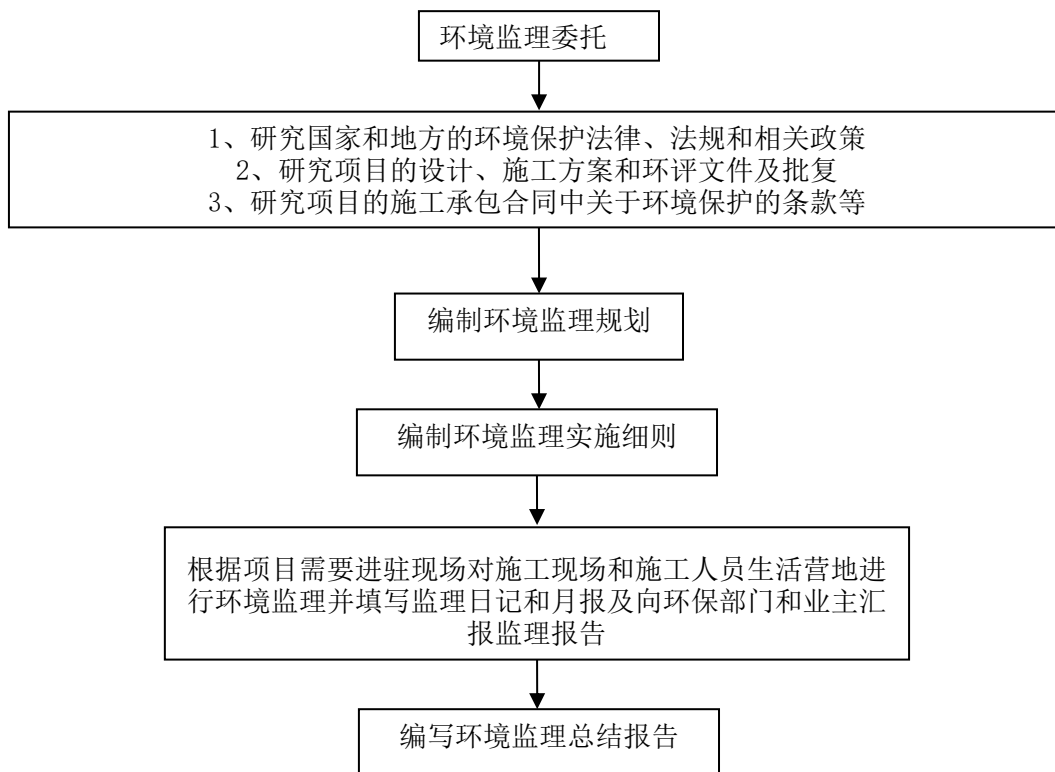 环境监理委托
1、研究国家和地方的环境保护法律、法规和相关政策
2、研究项目的设计、施工方案和环评文件及批复
3、研究项目的施工承包合同中关于环境保护的条款等
编制环境监理规划
编制环境监理实施细则
根据项目需要进驻现场对施工现场和施工人员生活营地进
行环境监理并填写监理日记和月报及向环保部门和业主汇
报监理报告
编写环境监理总结报告